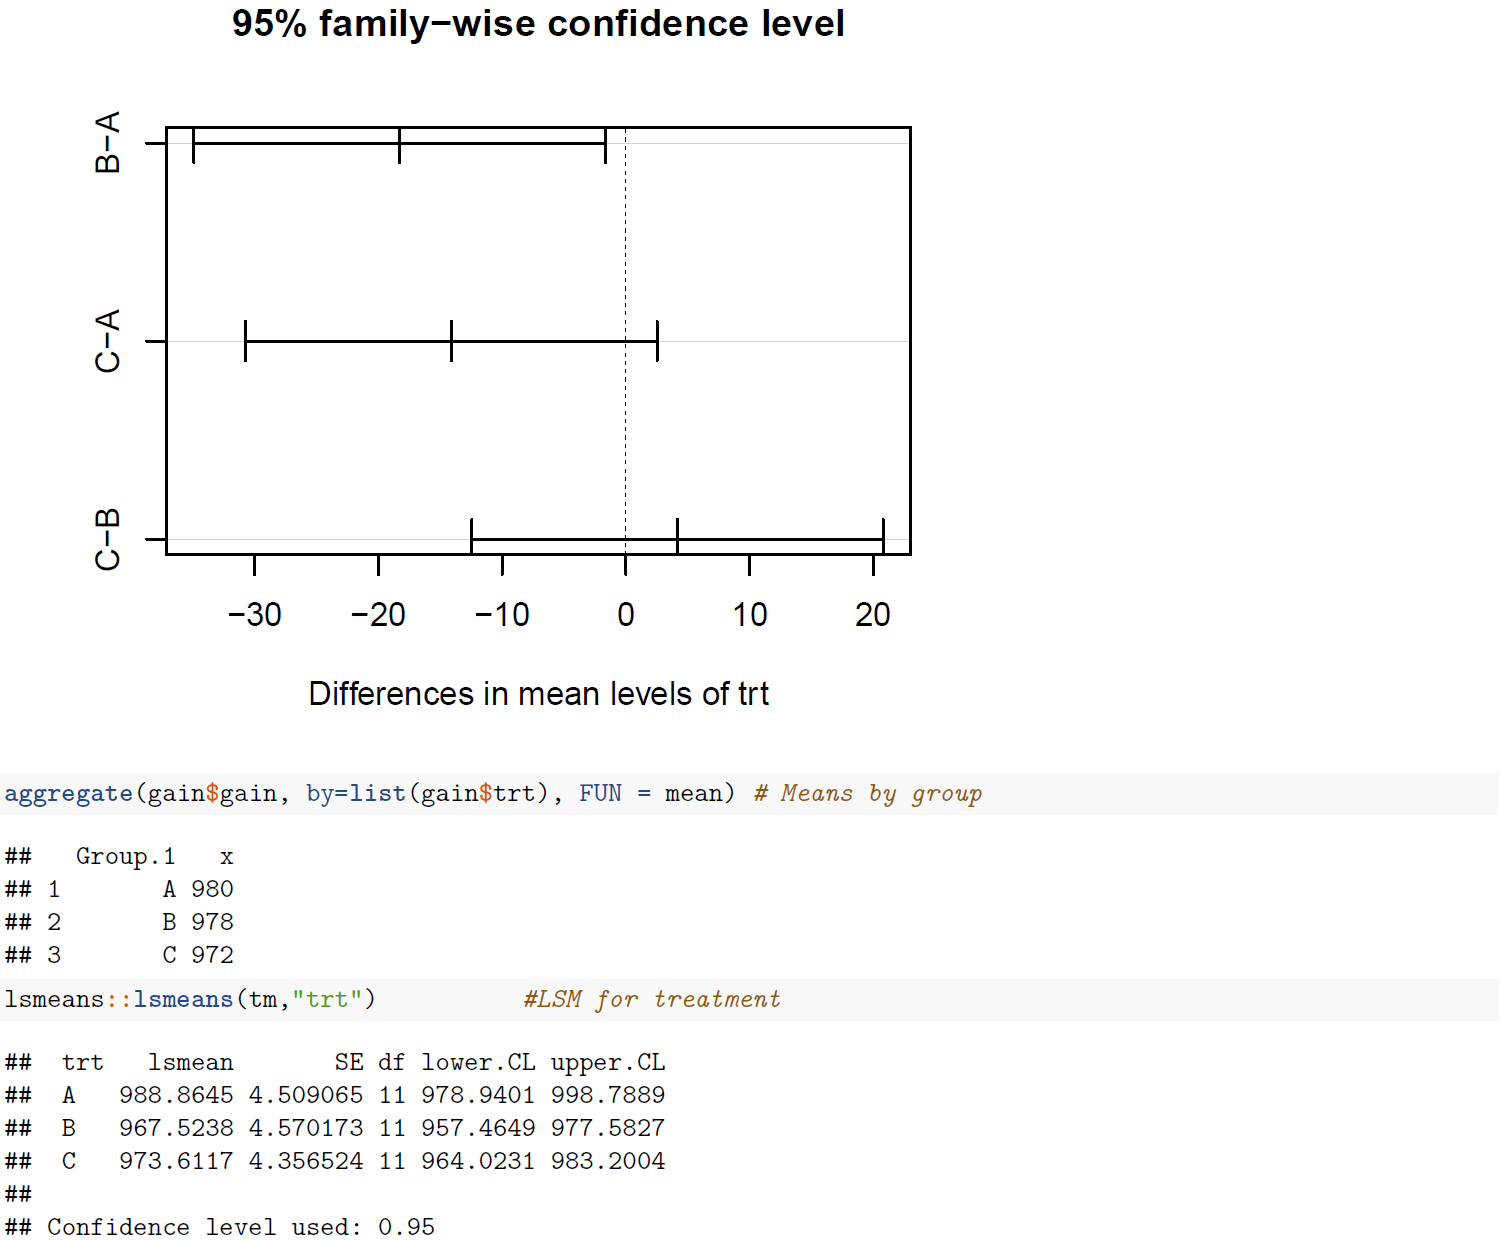 95% family−wise confidence level
B−A
C−A
C−B
−30 −20 −10 0 10 20
Differences in mean levels of trt
aggregate(gain$gain, by=list(gain$trt), FUN = mean) # Means by group
##   Group.1   x
## 1       A 980
## 2       B 978
## 3       C 972
lsmeans::lsmeans(tm,"trt")          #LSM for treatment
##  trt   lsmean       SE df lower.CL upper.CL
##  A   988.8645 4.509065 11 978.9401 998.7889
##  B   967.5238 4.570173 11 957.4649 977.5827
##  C   973.6117 4.356524 11 964.0231 983.2004
##
## Confidence level used: 0.95